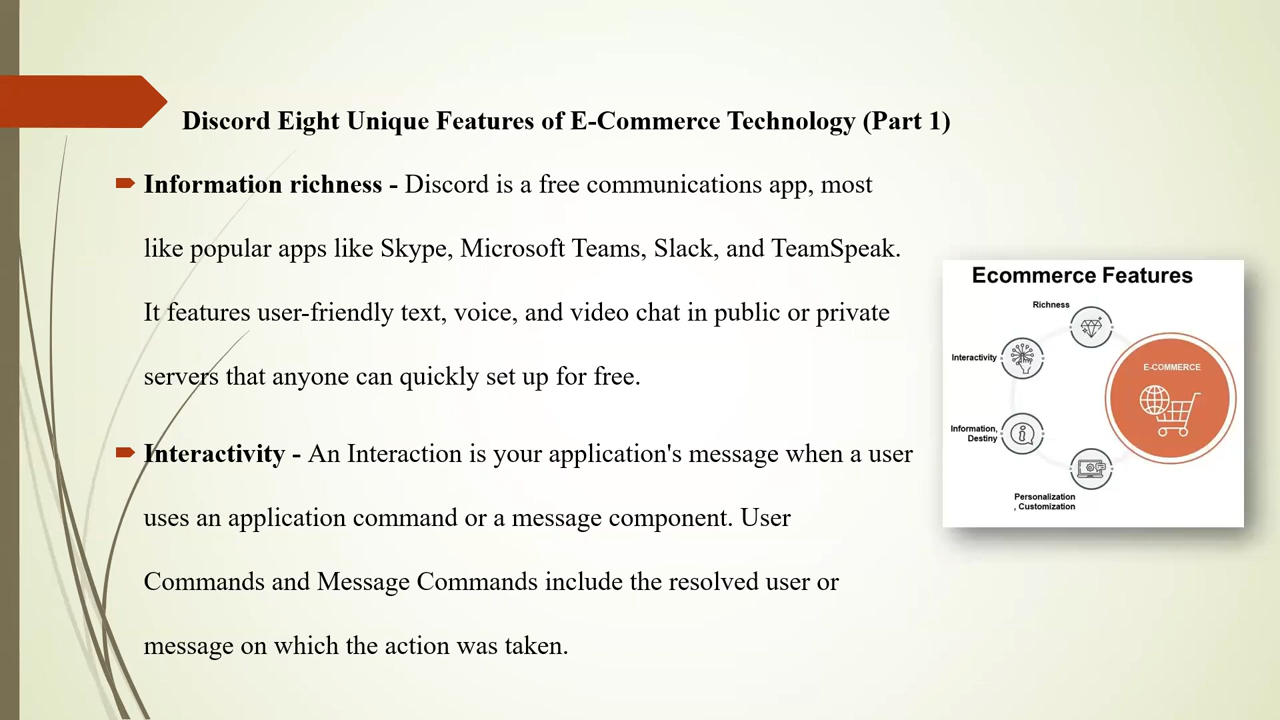 Discord Eight Unique Features of E-Commerce Technology (Part 1)
Information richness - Discord is a free communications app, most
like popular apps like Skype, Microsoft Teams, Slack, and TeamSpeak.
It features user-friendly text, voice, and video chat in public or private
servers that anyone can quickly set up for free.
Interactivity - An Interaction is your application's message when a user
uses an application command or a message component. User
Commands and Message Commands include the resolved user or
message on which the action was taken.
Ecommerce Features
Richness
Interactivity
E-COMMERCE
Information,
Destiny
Personalization
, Customization